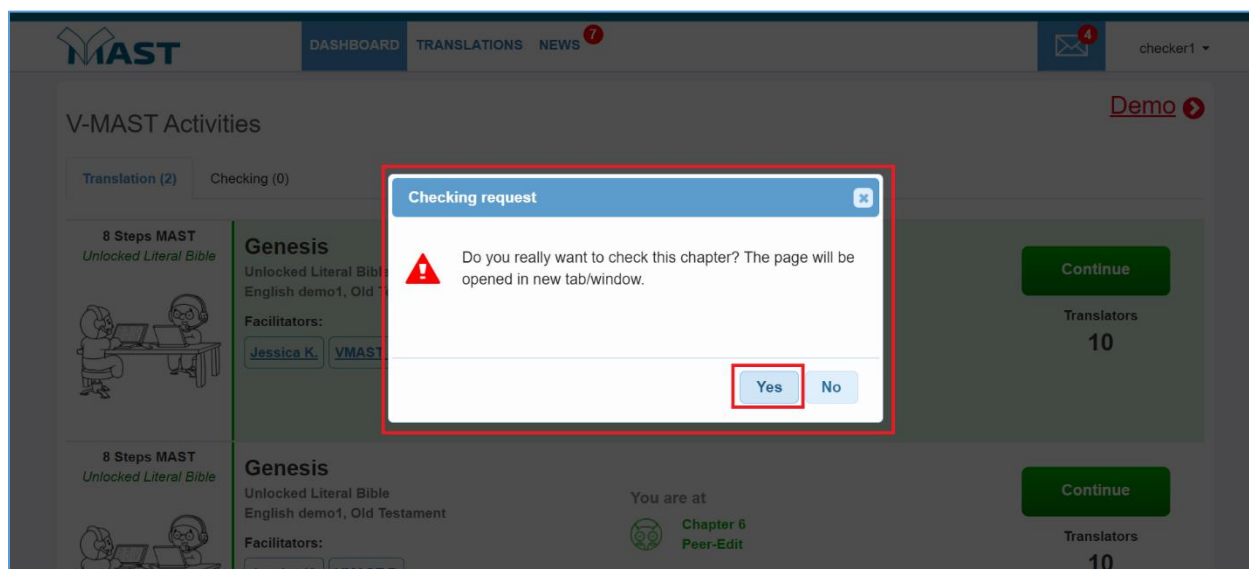 MAST
DASHBOARD TRANSLATIONS NEWS 7
4
checker1
Demo
V-MAST Activities
Translation (2) Checking (0)
Checking request
Do you really want to check this chapter? The page will be
opened in new tab/window.
Yes No
8 Steps MAST
Unlocked Literal Bible
Genesis
Unlocked Literal
English demo1, Old
Facilitators:
Jessica K. VMAST
Continue
Translators
10
8 Steps MAST
Unlocked Literal Bible
Genesis
Unlocked Literal Bible
English demo1, Old Testament
Facilitators:
You are at
Chapter 6
Peer-Edit
Continue
Translators
10